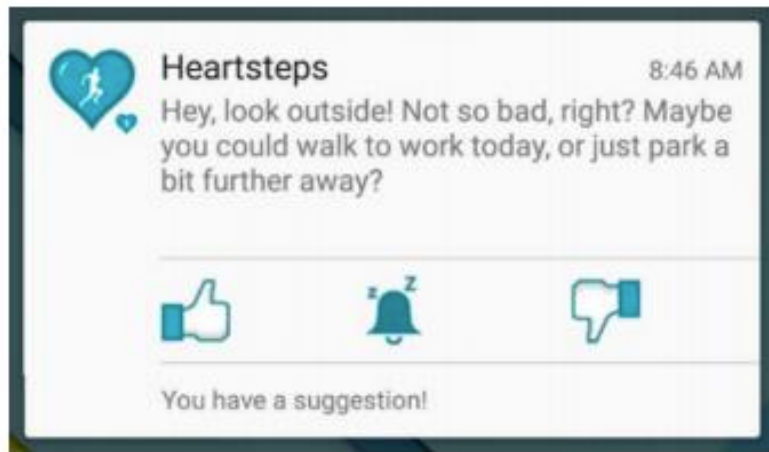 Heartsteps 8:46 AM
Hey, look outside! Not so bad, right? Maybe
you could walk to work today, or just park a
bit further away?
z Z
You have a suggestion!